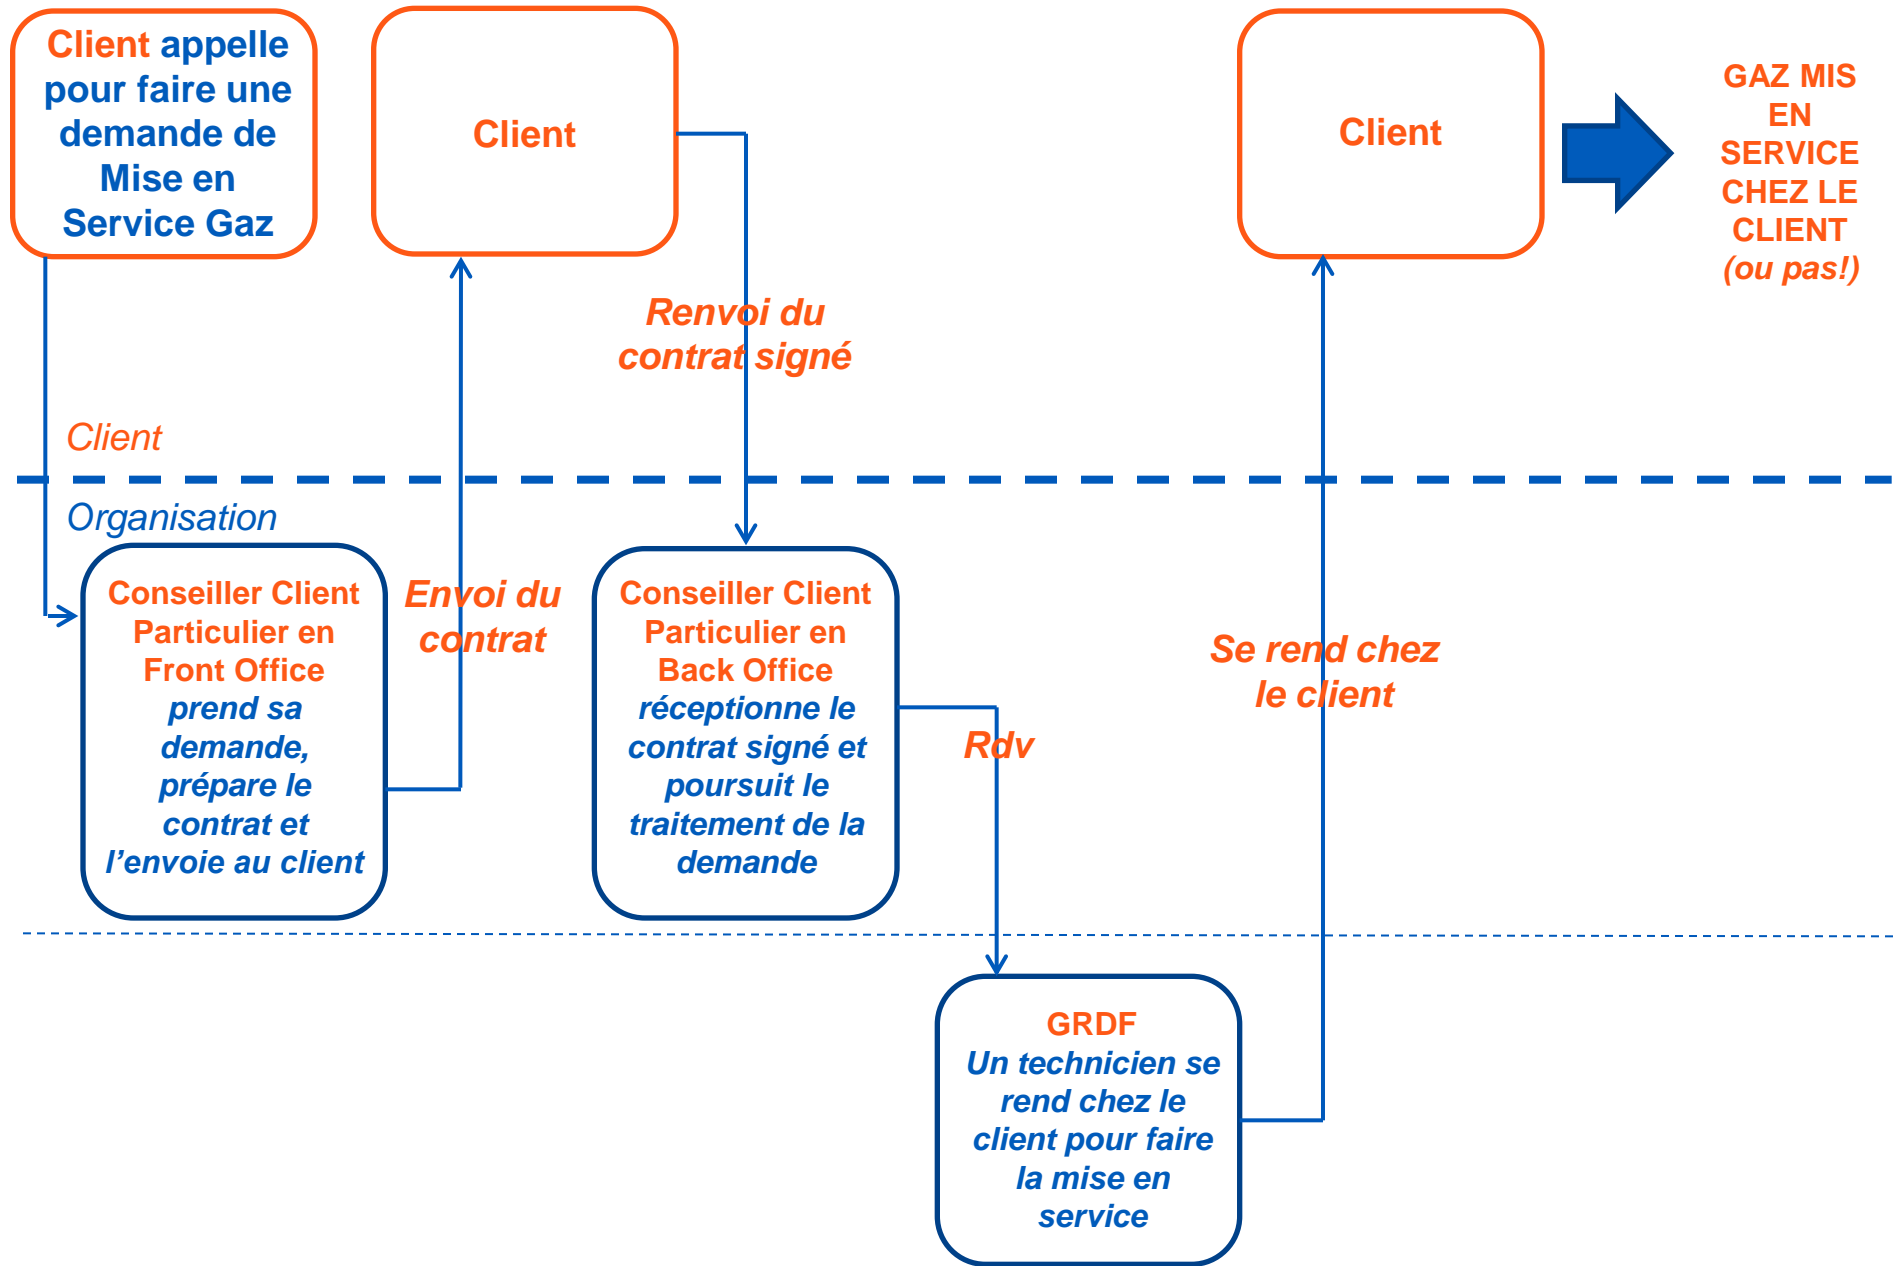 Client appelle
pour faire une
demande de
Mise en
Service Gaz
Client
Client
GAZ MIS
EN
SERVICE
CHEZ LE
CLIENT
(ou pas!)
Renvoi du
contrat signé
Client
Organisation
Conseiller Client
Particulier en
Front Office
prend sa
demande,
prépare le
contrat et
l’envoie au client
Envoi du
contrat
Conseiller Client
Particulier en
Back Office
réceptionne le
contrat signé et
poursuit le
traitement de la
demande
Rdv
Se rend chez
le client
GRDF
Un technicien se
rend chez le
client pour faire
la mise en
service